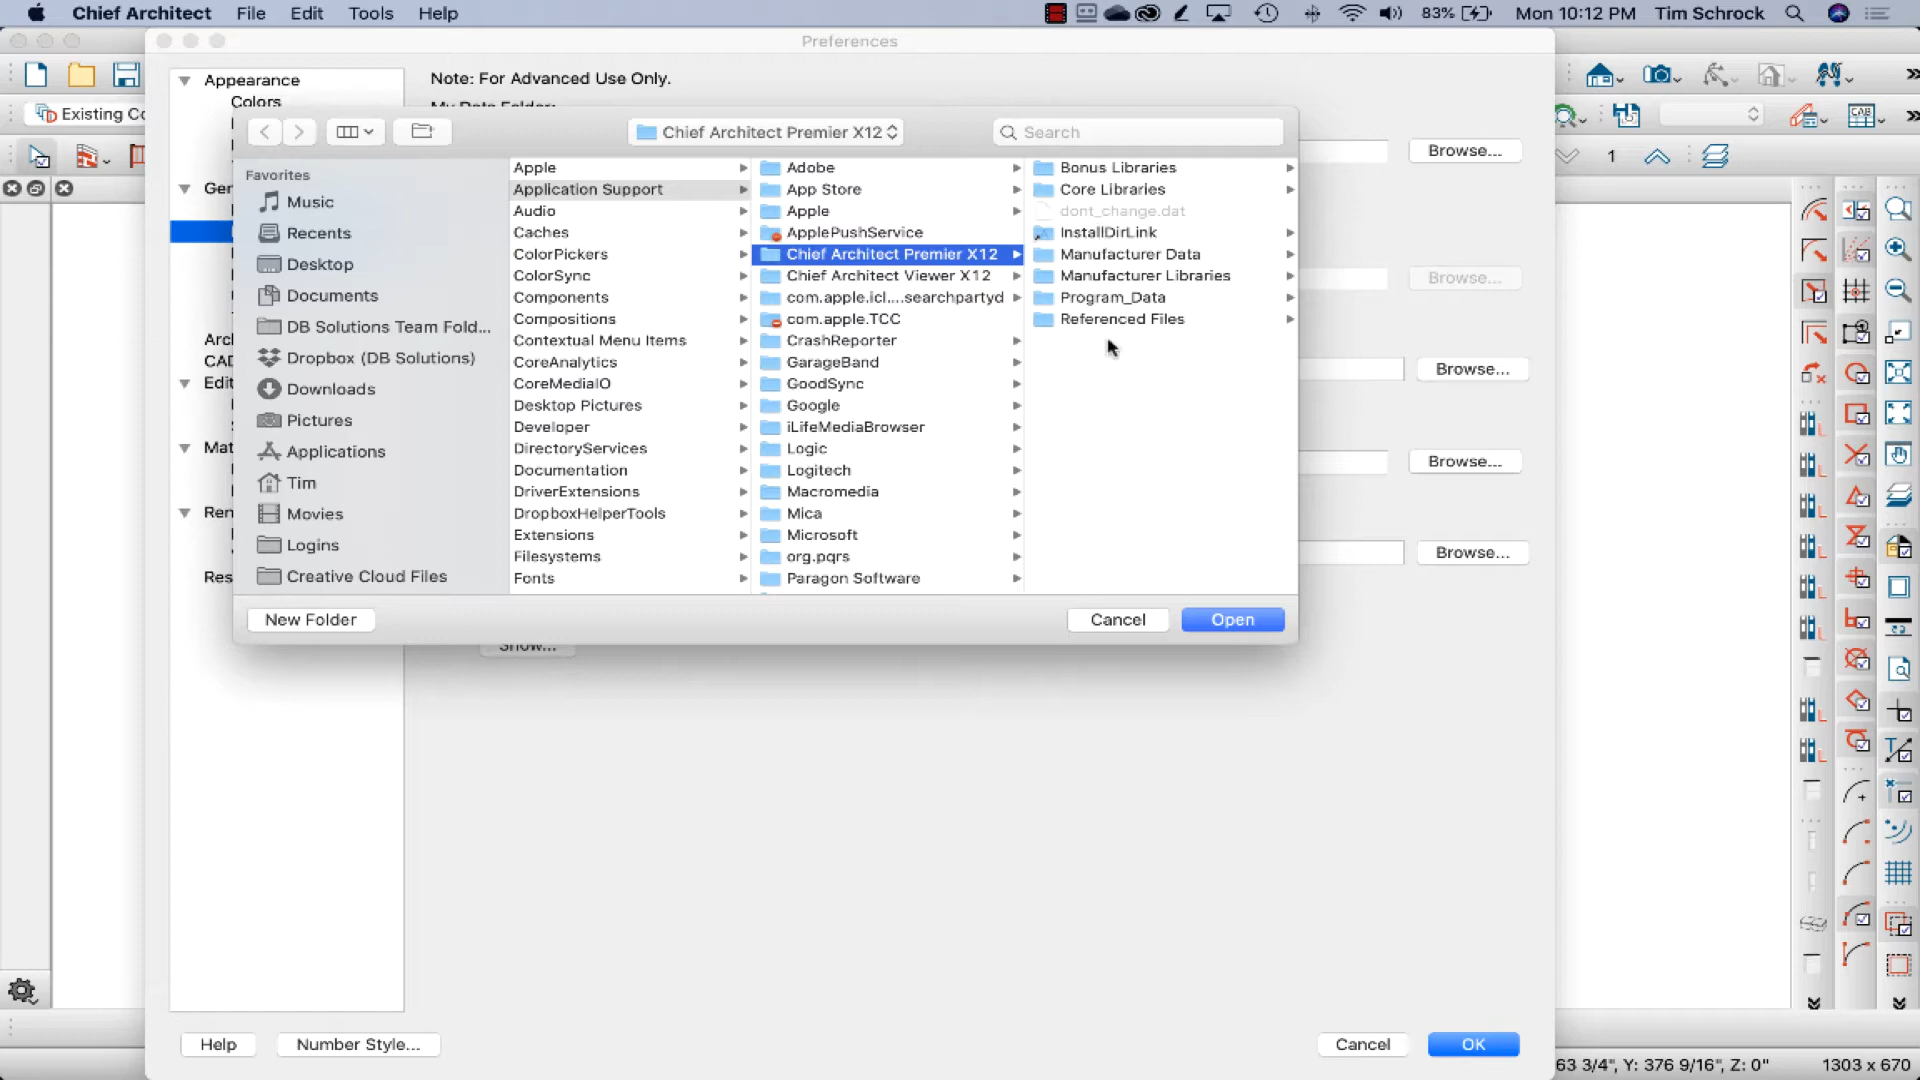 Chief Architect File Edit Tools Help 83% Mon 10:12 PM Tim Schrock
Preferences
Appearance
Colors
Note: For Advanced Use Only.
My Data Folder:
Existing Co
Chief Architect Premier X12
Search
Browse...
1
Favorites
Music
Recents
Desktop
Documents
DB Solutions Team Fold...
Dropbox (DB Solutions)
Downloads
Pictures
Applications
Tim
Movies
Logins
Creative Cloud Files
Apple
Application Support
Audio
Caches
ColorPickers
ColorSync
Components
Compositions
Contextual Menu Items
CoreAnalytics
CoreMediaIO
Desktop Pictures
Developer
DirectoryServices
Documentation
DriverExtensions
DropboxHelperTools
Extensions
Filesystems
Fonts
Adobe
App Store
Apple
ApplePushService
Chief Architect Premier X12
Chief Architect Viewer X12
com.apple.icl....searchpartyd
com.apple.TCC
CrashReporter
GarageBand
GoodSync
Google
iLifeMediaBrowser
Logic
Logitech
Macromedia
Mica
Microsoft
org.pqrs
Paragon Software
Bonus Libraries
Core Libraries
dont_change.dat
InstallDirLink
Manufacturer Data
Manufacturer Libraries
Program_Data
Referenced Files
Gen
Arc
CAD
Edit
Mat
Ren
Res
Browse...
Browse...
Browse...
Browse...
New Folder
Cancel
Open
Show...
Help
Number Style...
Cancel
OK
63 3/4", Y: 376 9/16", Z: 0" 1303 x 670